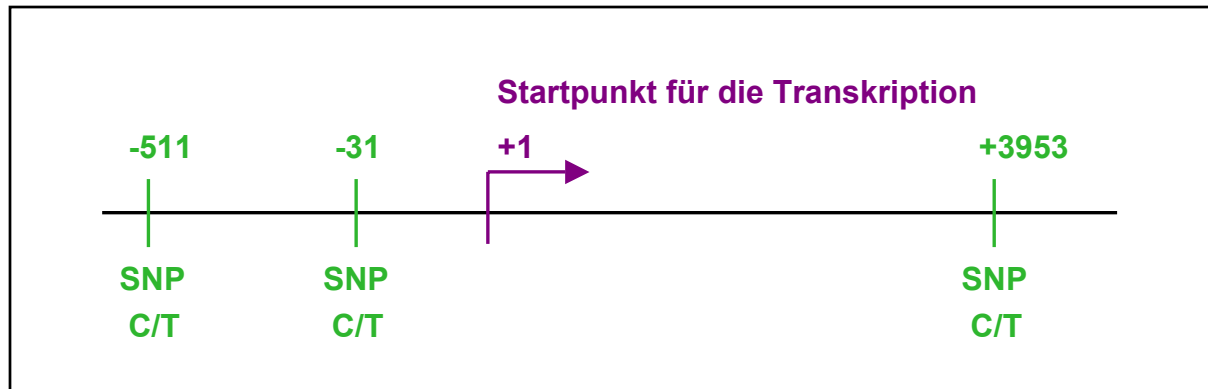 Startpunkt für die Transkription
-511 -31 +1 +3953
SNP SNP SNP
C/T C/T C/T